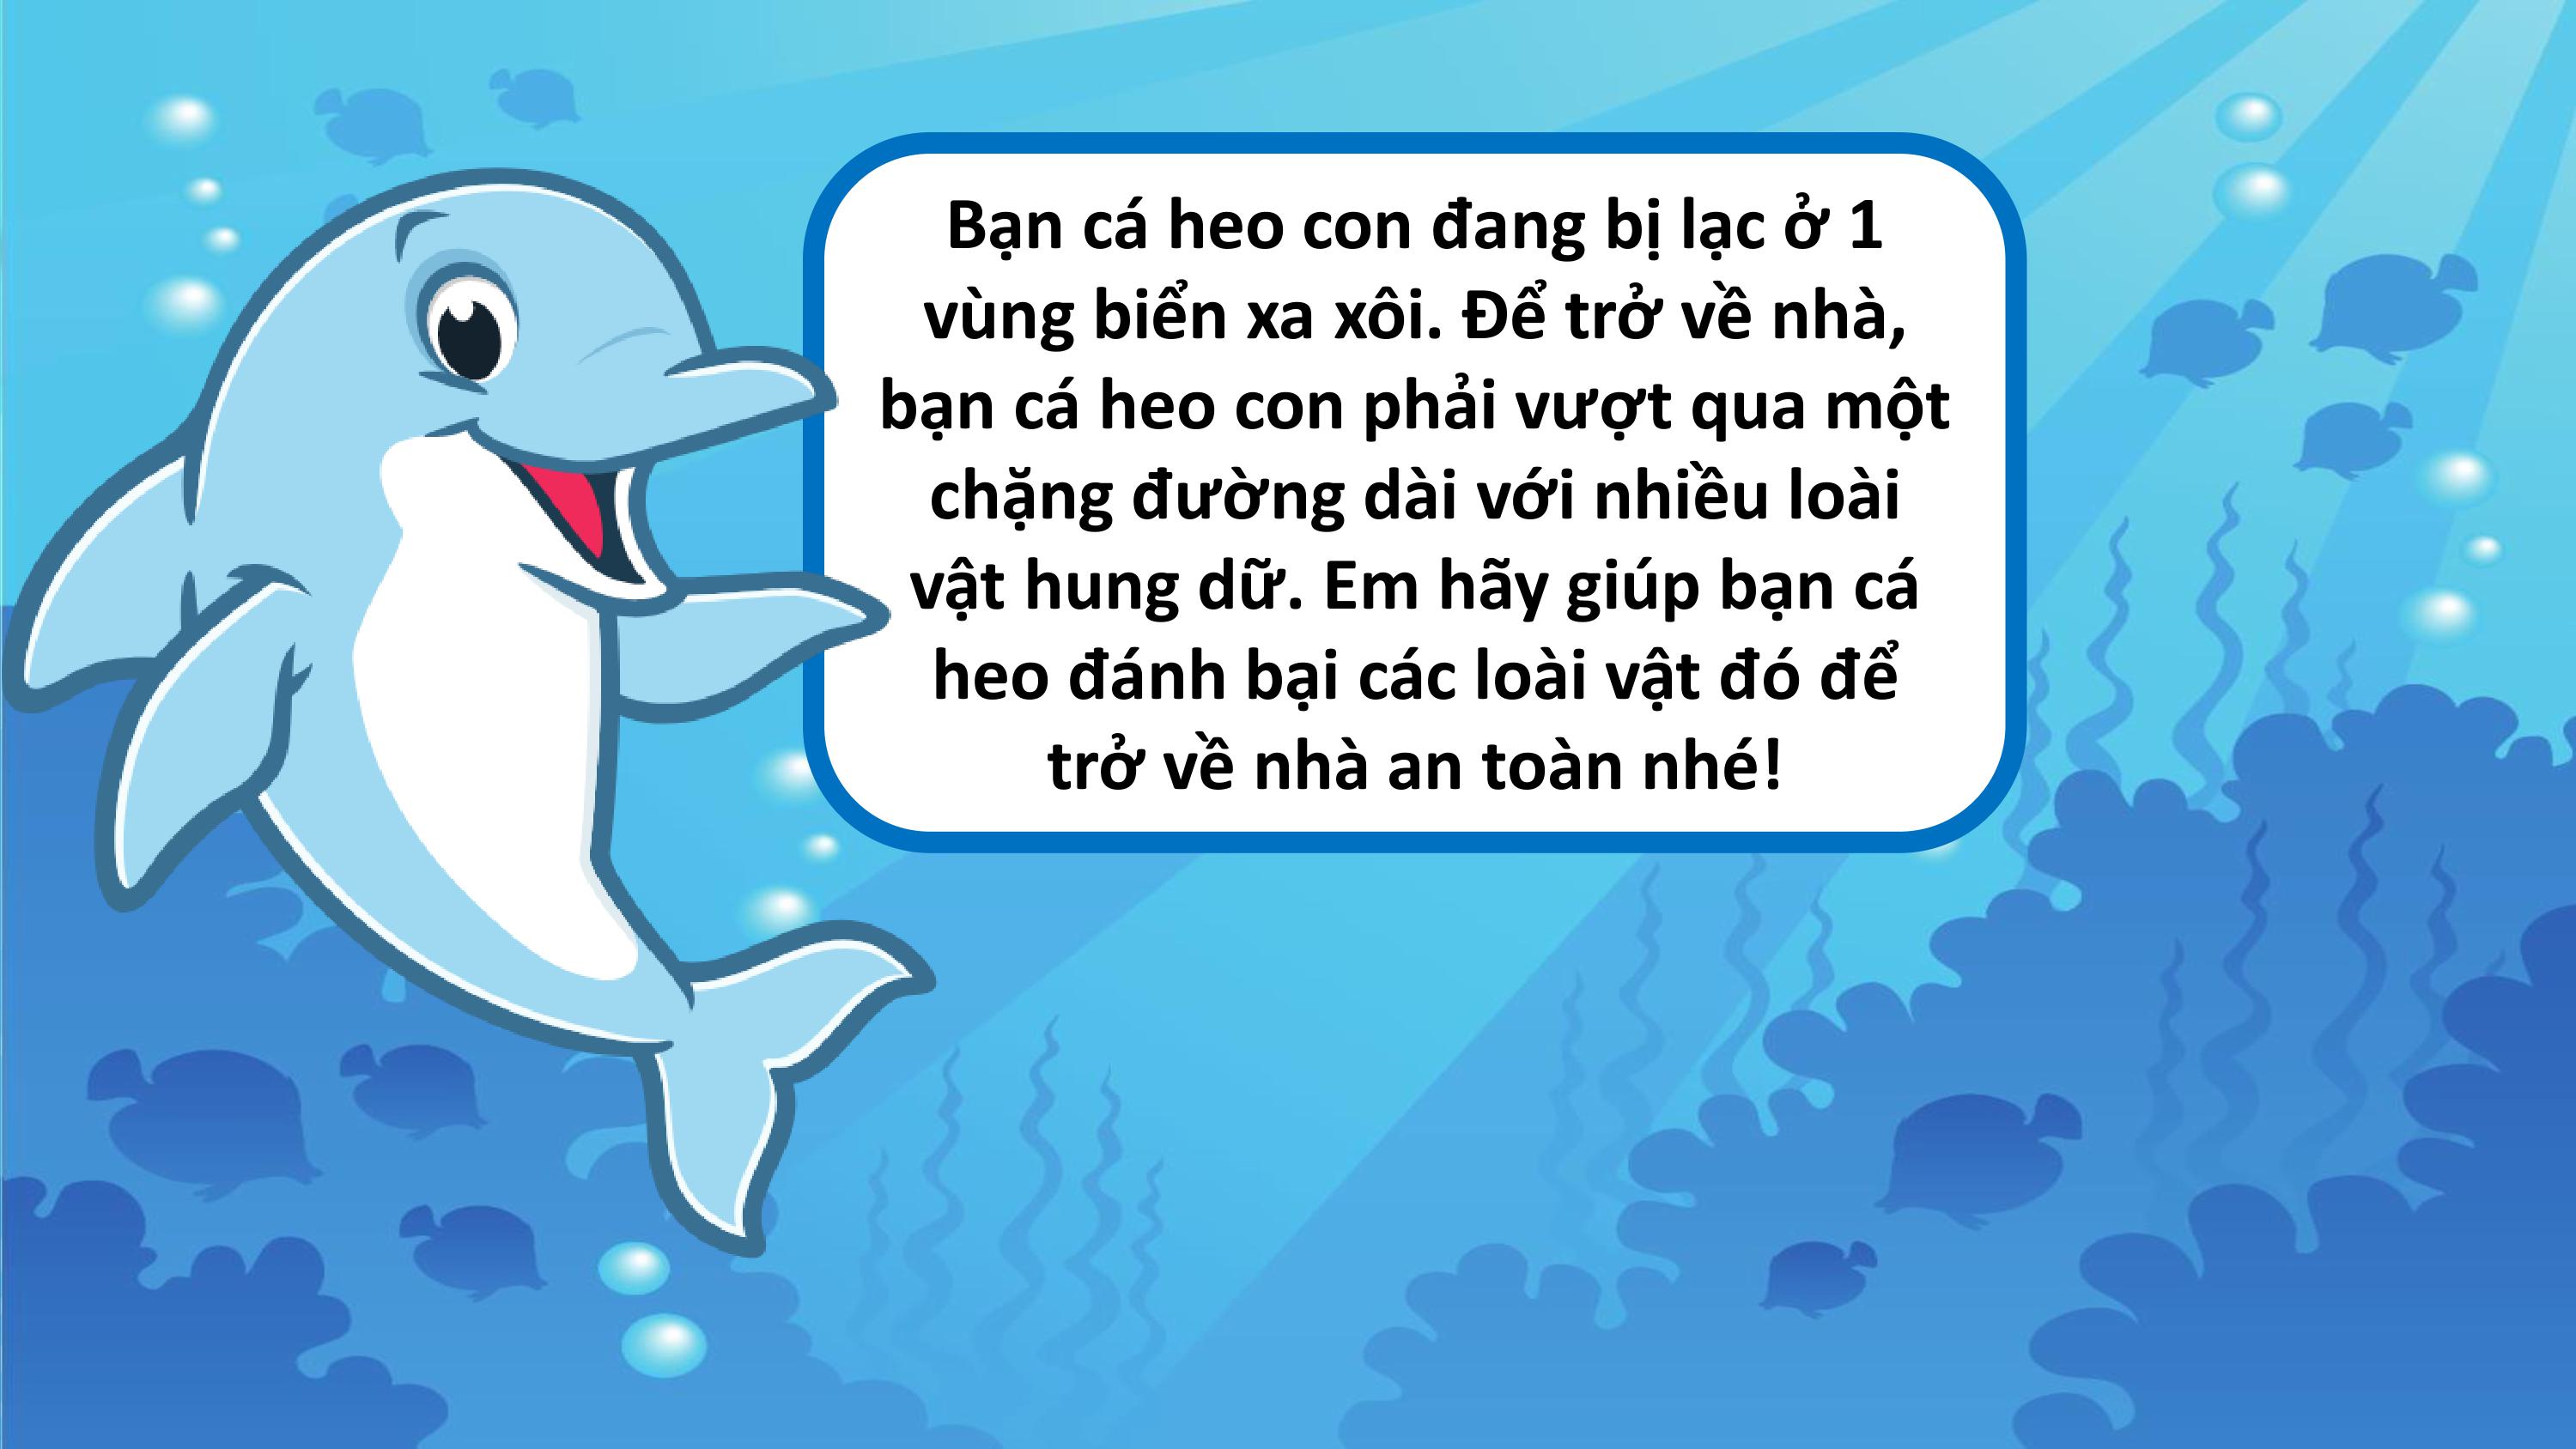 Bạn cá heo con đang bị lạc ở 1
vùng biển xa xôi. Để trở về nhà,
bạn cá heo con phải vượt qua một
chặng đường dài với nhiều loài
vật hung dữ. Em hãy giúp bạn cá
heo đánh bại các loài vật đó để
trở về nhà an toàn nhé!